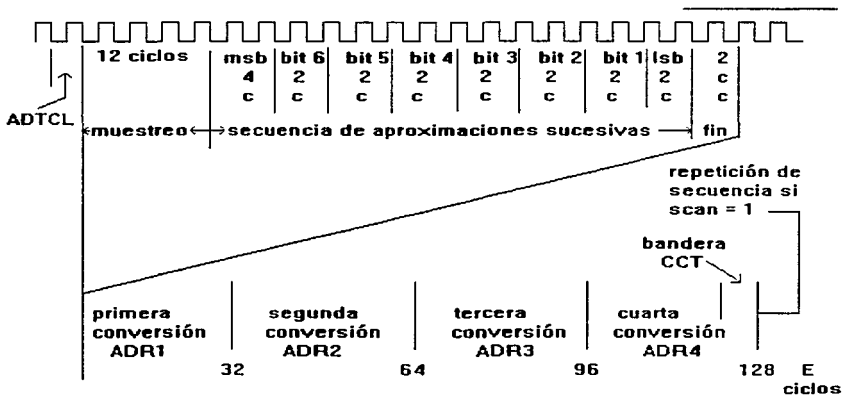 12 ciclos msb bit 6 bit 5 bit 4 bit 3 bit 2 bit 1 lsb 2
4 2 2 2 2 2 2 2 c
c c c c c c c c c
ADTCL
muestreo secuencia de aproximaciones sucesivas fin
repetición de
secuencia si
scan = 1
bandera
CCT
primera segunda tercera cuarta
conversión conversión conversión conversión
ADR1 ADR2 ADR3 ADR4
32 64 96 128 E
ciclos